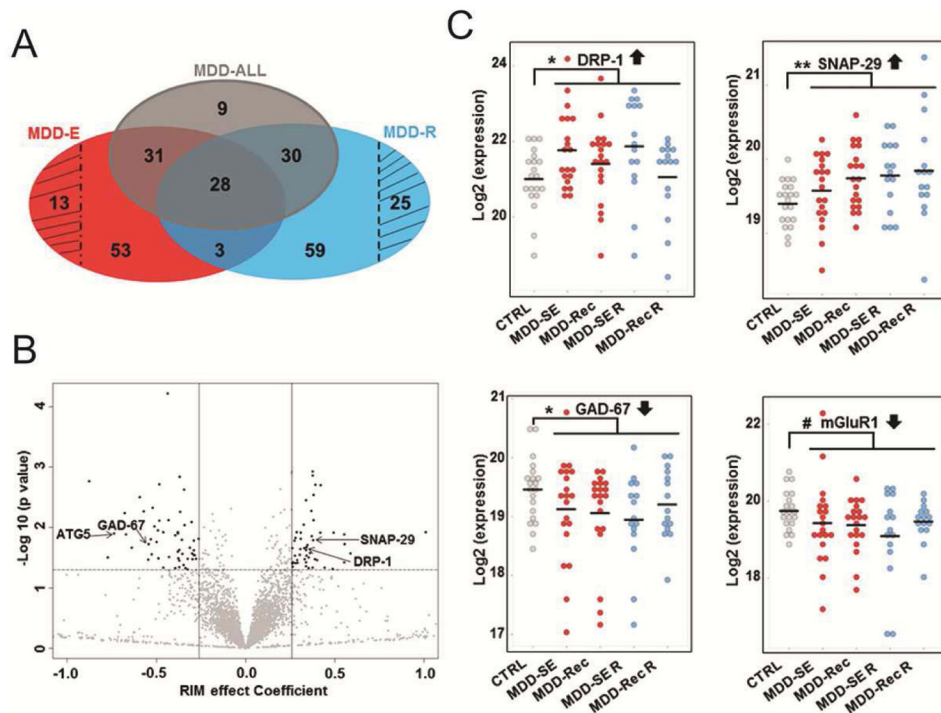 A
MDD-ALL
9
MDD-E
MDD-R
31
30
28
13
25
53
3
59
B
-Log 10 (p value)
4
3
2
1
0
ATG5
GAD-67
SNAP-29
DRP-1
-1.0
-0.5
0.0
0.5
1.0
RIM effect Coefficient
C
* DRP-1
Log2 (expression)
24
22
20
CTRL
MDD-SE
MDD-Rec
MDD-SE R
MDD-Rec R
** SNAP-29
Log2 (expression)
21
20
19
CTRL
MDD-SE
MDD-Rec
MDD-SE R
MDD-Rec R
* GAD-67
Log2 (expression)
21
20
19
18
17
CTRL
MDD-SE
MDD-Rec
MDD-SE R
MDD-Rec R
# mGluR1
Log2 (expression)
22
20
18
CTRL
MDD-SE
MDD-Rec
MDD-SE R
MDD-Rec R